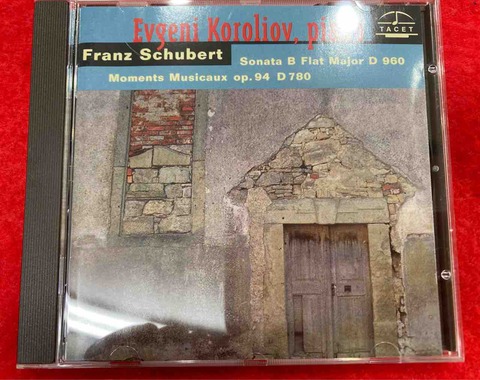 Evgeni Koroliov, piano
TACET
Franz Schubert
Sonata B Flat Major D 960
Moments Musicaux op.94 D 780